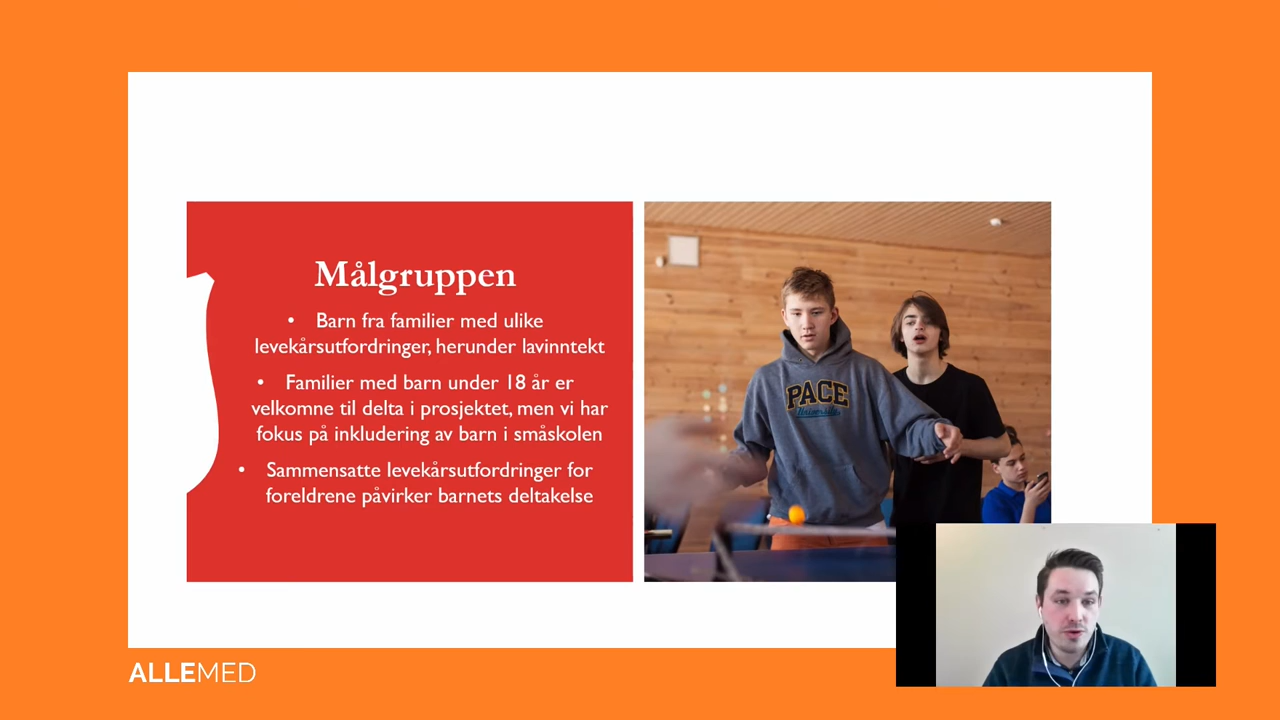 Målgruppen
• Barn fra familier med ulike
levekårsutfordringer, herunder lavinntekt
• Familier med barn under 18 år er
velkomne til delta i prosjektet, men vi har
fokus på inkludering av barn i småskolen
• Sammensatte levekårsutfordringer for
foreldrene påvirker barnets deltakelse
PACE
University
ALLEMED